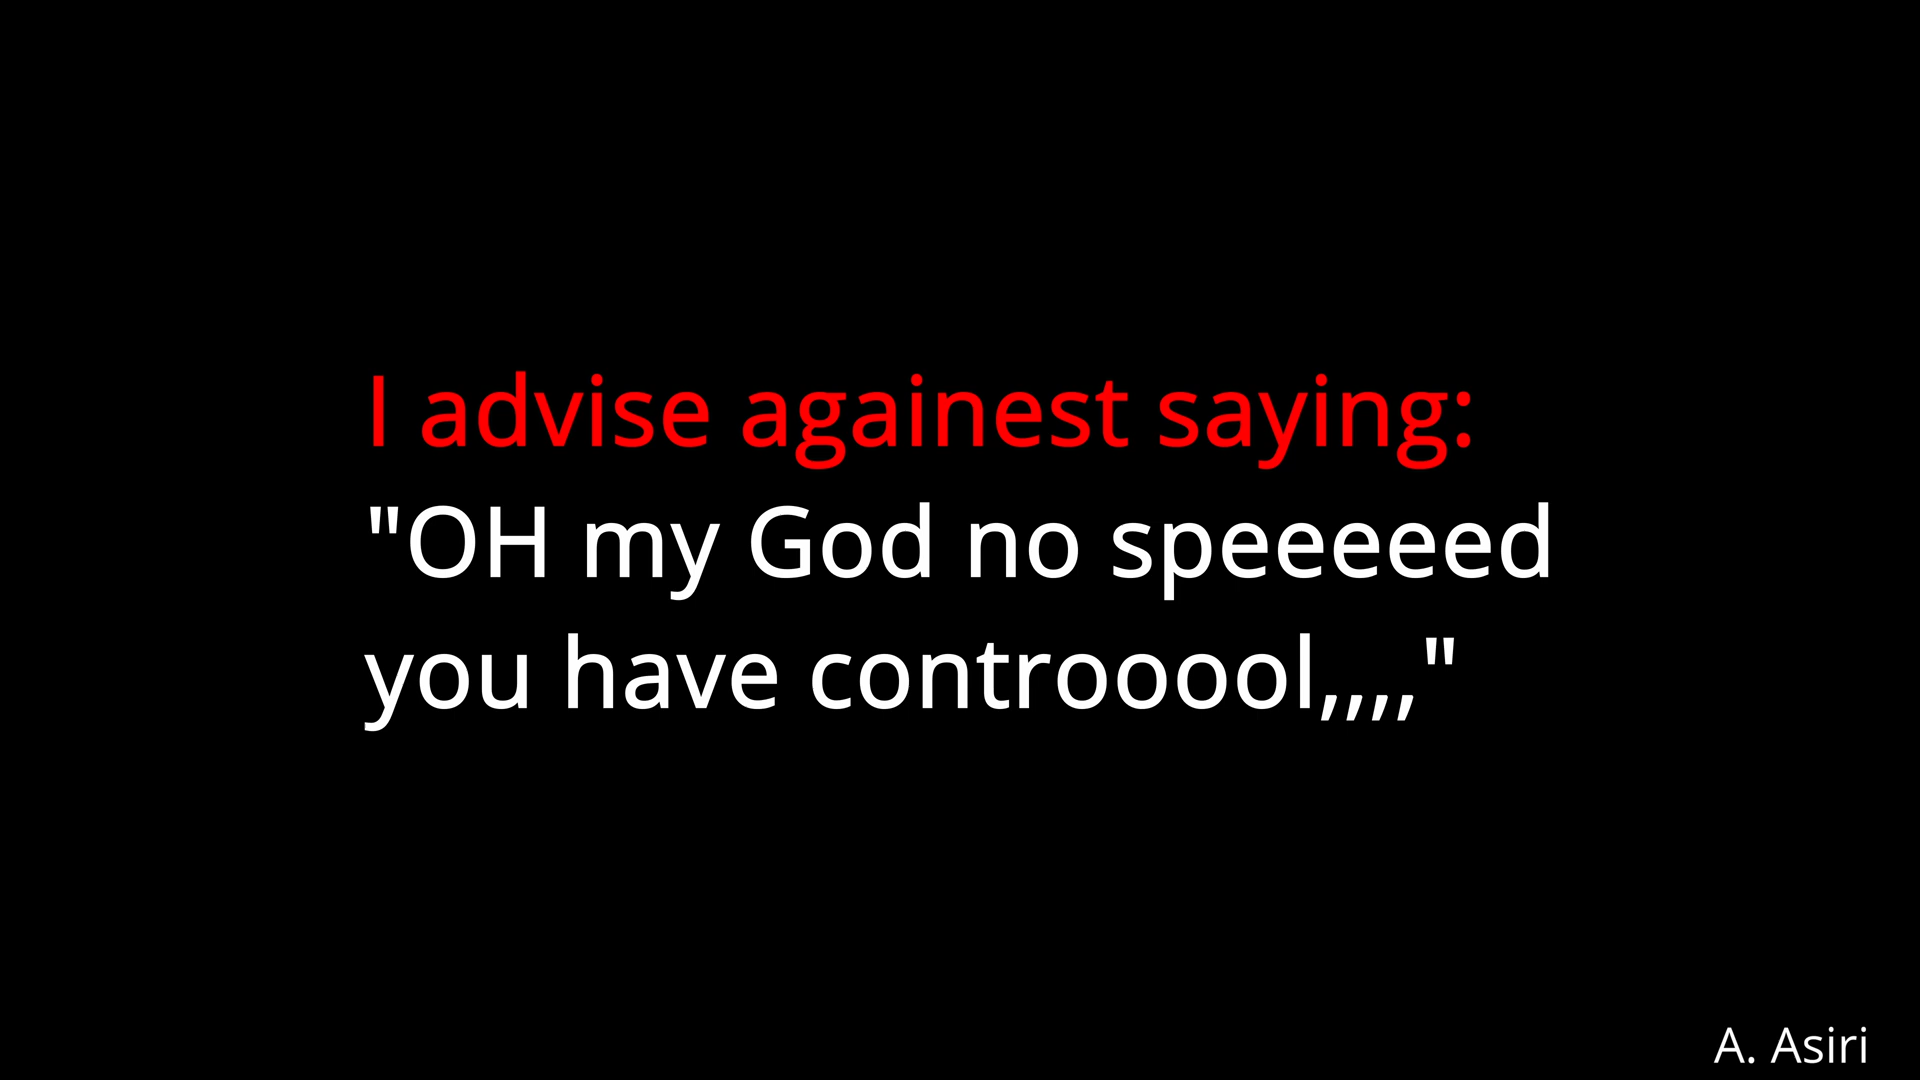 I advise againest saying:
"OH my God no speeeeed
you have controoool,,,,"
A. Asiri